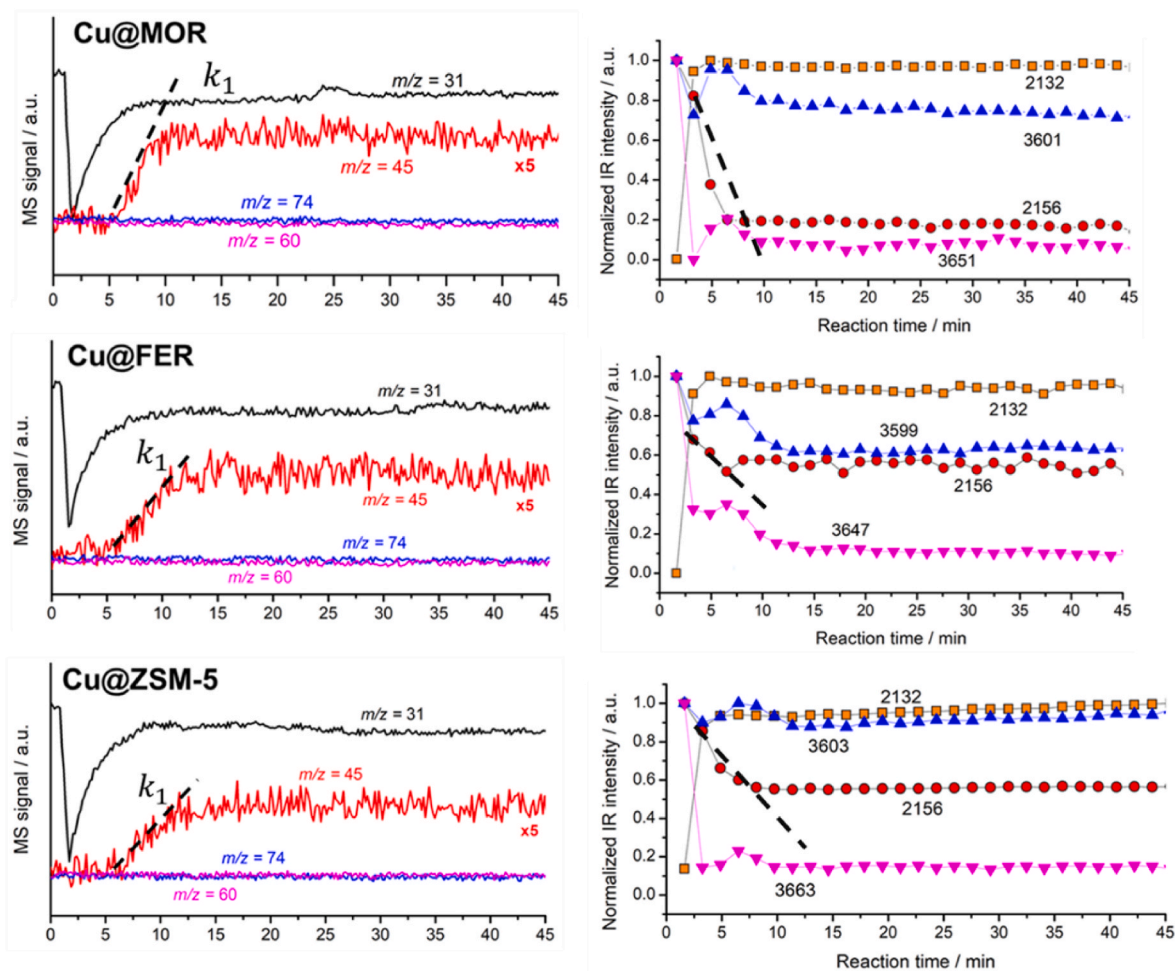 Cu@MOR
MS signal / a.u.
k₁
m/z = 31
m/z = 45
x5
m/z = 74
m/z = 60
0 5 10 15 20 25 30 35 40 45
Normalized IR intensity / a.u.
1.0
0.8
0.6
0.4
0.2
0.0
2132
3601
2156
3651
0 5 10 15 20 25 30 35 40 45
Reaction time / min
Cu@FER
MS signal / a.u.
k₁
m/z = 31
m/z = 45
x5
m/z = 74
m/z = 60
0 5 10 15 20 25 30 35 40 45
Normalized IR intensity / a.u.
1.0
0.8
0.6
0.4
0.2
0.0
2132
3599
2156
3647
0 5 10 15 20 25 30 35 40 45
Reaction time / min
Cu@ZSM-5
MS signal / a.u.
k₁
m/z = 31
m/z = 45
x5
m/z = 74
m/z = 60
0 5 10 15 20 25 30 35 40 45
Normalized IR intensity / a.u.
1.0
0.8
0.6
0.4
0.2
0.0
2132
3603
2156
3663
0 5 10 15 20 25 30 35 40 45
Reaction time / min